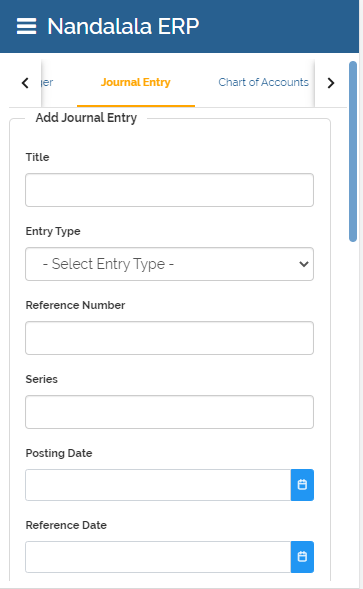 Nandalala ERP
Journal Entry
Chart of Accounts
Add Journal Entry
Title
Entry Type
- Select Entry Type -
Reference Number
Series
Posting Date
Reference Date